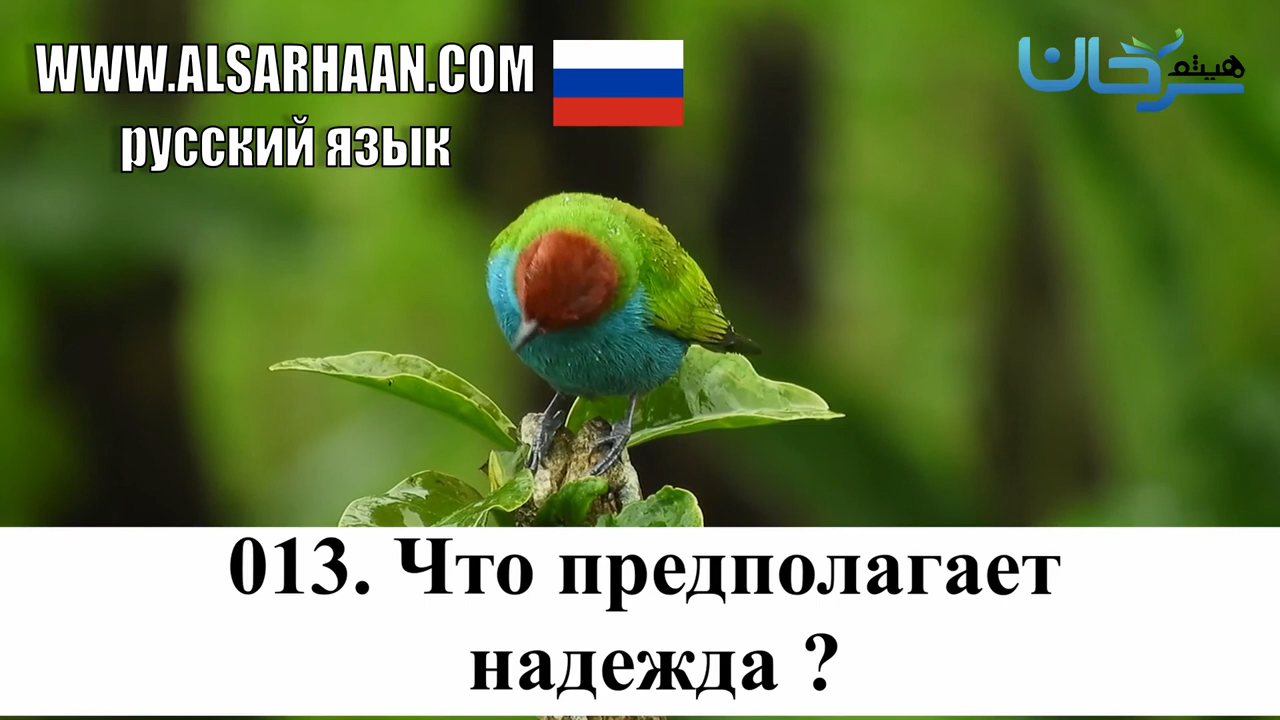 WWW.ALSARHAAN.COM
русский язык
هيثم
سرحان
013. Что предполагает
надежда ?